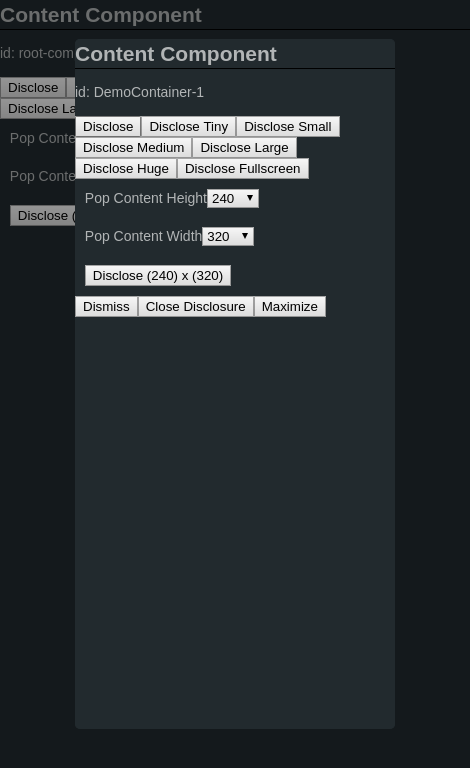 Content Component
id: root-com
Disclose
Disclose La
Pop Conte
Pop Conte
Disclose (
Content Component
id: DemoContainer-1
Disclose Disclose Tiny Disclose Small
Disclose Medium Disclose Large
Disclose Huge Disclose Fullscreen
Pop Content Height 240
Pop Content Width 320
Disclose (240) x (320)
Dismiss Close Disclosure Maximize